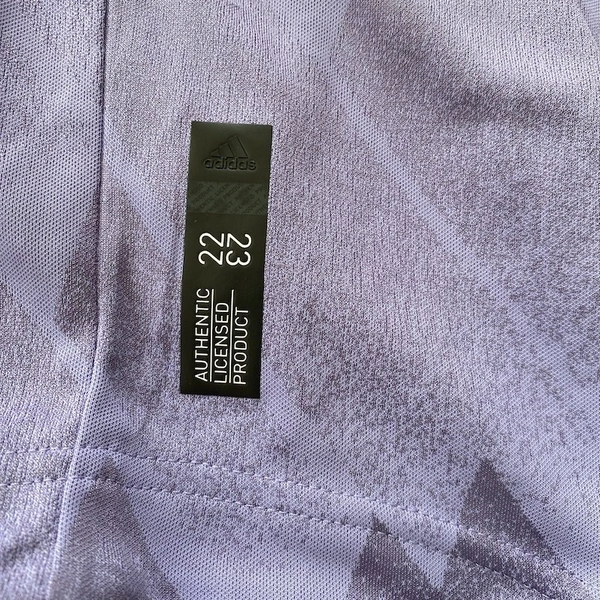 adidas
22
23
AUTHENTIC
LICENSED
PRODUCT